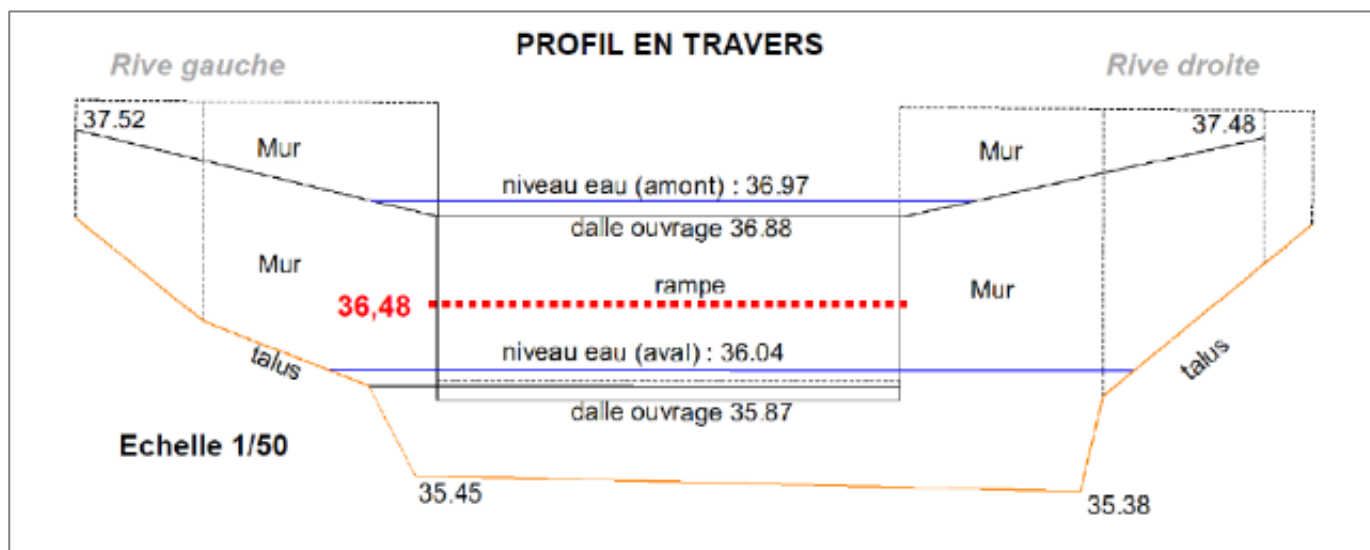 PROFIL EN TRAVERS
Rive gauche
Rive droite
37.52
37.48
Mur
Mur
niveau eau (amont) : 36.97
dalle ouvrage 36.88
Mur
rampe
Mur
36,48
niveau eau (aval) : 36.04
talus
talus
dalle ouvrage 35.87
Echelle 1/50
35.45
35.38